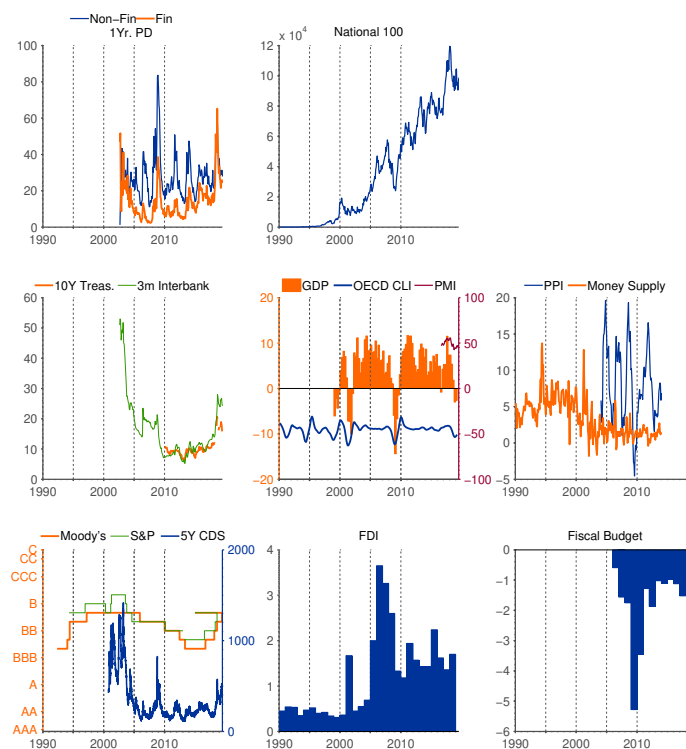 Non-Fin Fin
1Yr. PD
100
80
60
40
20
0
1990 2000 2010
National 100
x 10^4
12
10
8
6
4
2
0
1990 2000 2010
10Y Treas. 3m Interbank
60
50
40
30
20
10
0
1990 2000 2010
GDP OECD CLI PMI
20 100
10 50
0 0
−10 −50
−20 −100
1990 2000 2010
PPI Money Supply
20
15
10
5
0
−5
1990 2000 2010
Moody's S&P 5Y CDS
C 2000
CC
CCC
B
BB 1000
BBB
A
AA
AAA 0
1990 2000 2010
FDI
4
3
2
1
0
1990 2000 2010
Fiscal Budget
0
−1
−2
−3
−4
−5
−6
1990 2000 2010